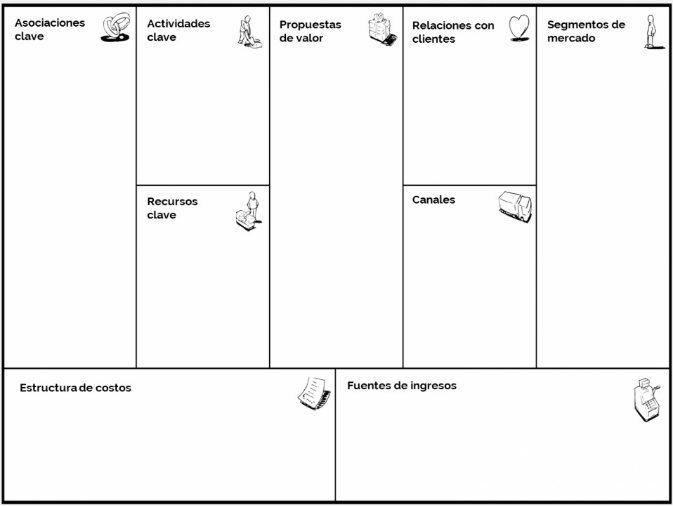 Asociaciones
clave
Actividades
clave
Propuestas
de valor
Relaciones con
clientes
Segmentos de
mercado
Recursos
clave
Canales
Estructura de costos
Fuentes de ingresos